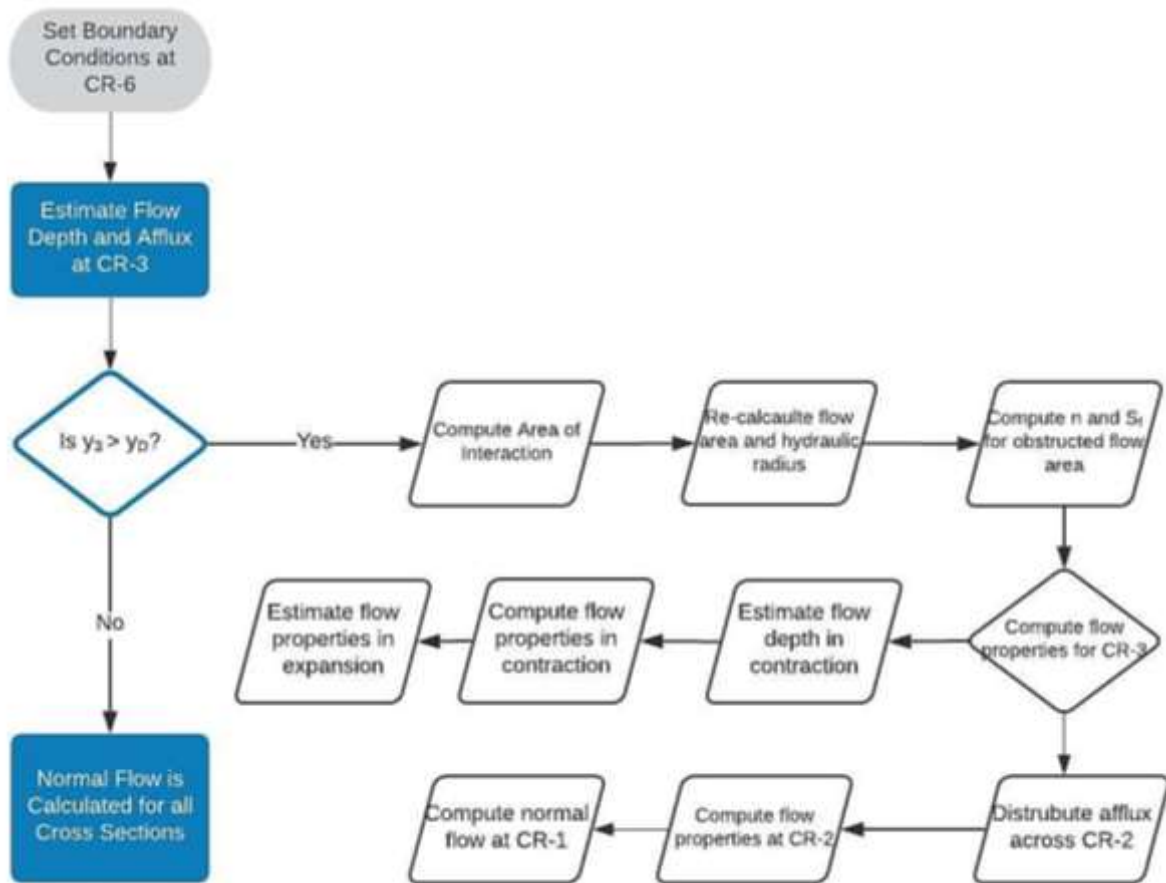 Set Boundary
Conditions at
CR-6
Estimate Flow
Depth and Afflux
at CR-3
Is y₃ > yD?
Yes
Compute Area of
Interaction
Re-calcaulte flow
area and hydraulic
radius
Compute n and Sf
for obstructed flow
area
No
Estimate flow
properties in
expansion
Compute flow
properties in
contraction
Estimate flow
depth in
contraction
Compute flow
properties for CR-3
Normal Flow is
Calculated for all
Cross Sections
Compute normal
flow at CR-1
Compute flow
properties at CR-2
Distrubute afflux
across CR-2